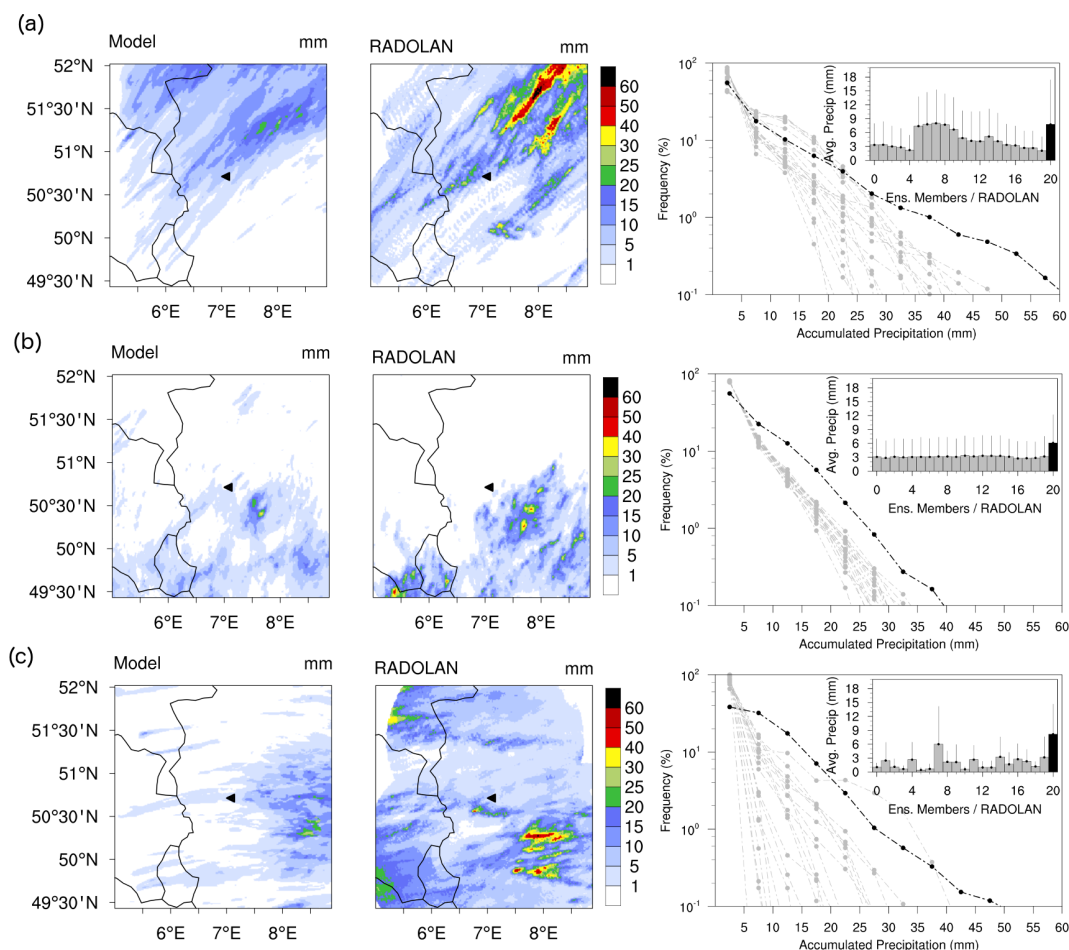 (a)
Model mm
RADOLAN mm
52°N
51°30'N
51°N
50°30'N
50°N
49°30'N
6°E 7°E 8°E
6°E 7°E 8°E
60
50
40
30
25
20
15
10
5
1
Frequency (%)
10²
10¹
10⁰
10⁻¹
5 10 15 20 25 30 35 40 45 50 55 60
Accumulated Precipitation (mm)
Avg. Precip (mm)
18
15
12
9
6
3
0
0 4 8 12 16 20
Ens. Members / RADOLAN
(b)
Model mm
RADOLAN mm
52°N
51°30'N
51°N
50°30'N
50°N
49°30'N
6°E 7°E 8°E
6°E 7°E 8°E
60
50
40
30
25
20
15
10
5
1
Frequency (%)
10²
10¹
10⁰
10⁻¹
5 10 15 20 25 30 35 40 45 50 55 60
Accumulated Precipitation (mm)
Avg. Precip (mm)
18
15
12
9
6
3
0
0 4 8 12 16 20
Ens. Members / RADOLAN
(c)
Model mm
RADOLAN mm
52°N
51°30'N
51°N
50°30'N
50°N
49°30'N
6°E 7°E 8°E
6°E 7°E 8°E
60
50
40
30
25
20
15
10
5
1
Frequency (%)
10²
10¹
10⁰
10⁻¹
5 10 15 20 25 30 35 40 45 50 55 60
Accumulated Precipitation (mm)
Avg. Precip (mm)
18
15
12
9
6
3
0
0 4 8 12 16 20
Ens. Members / RADOLAN